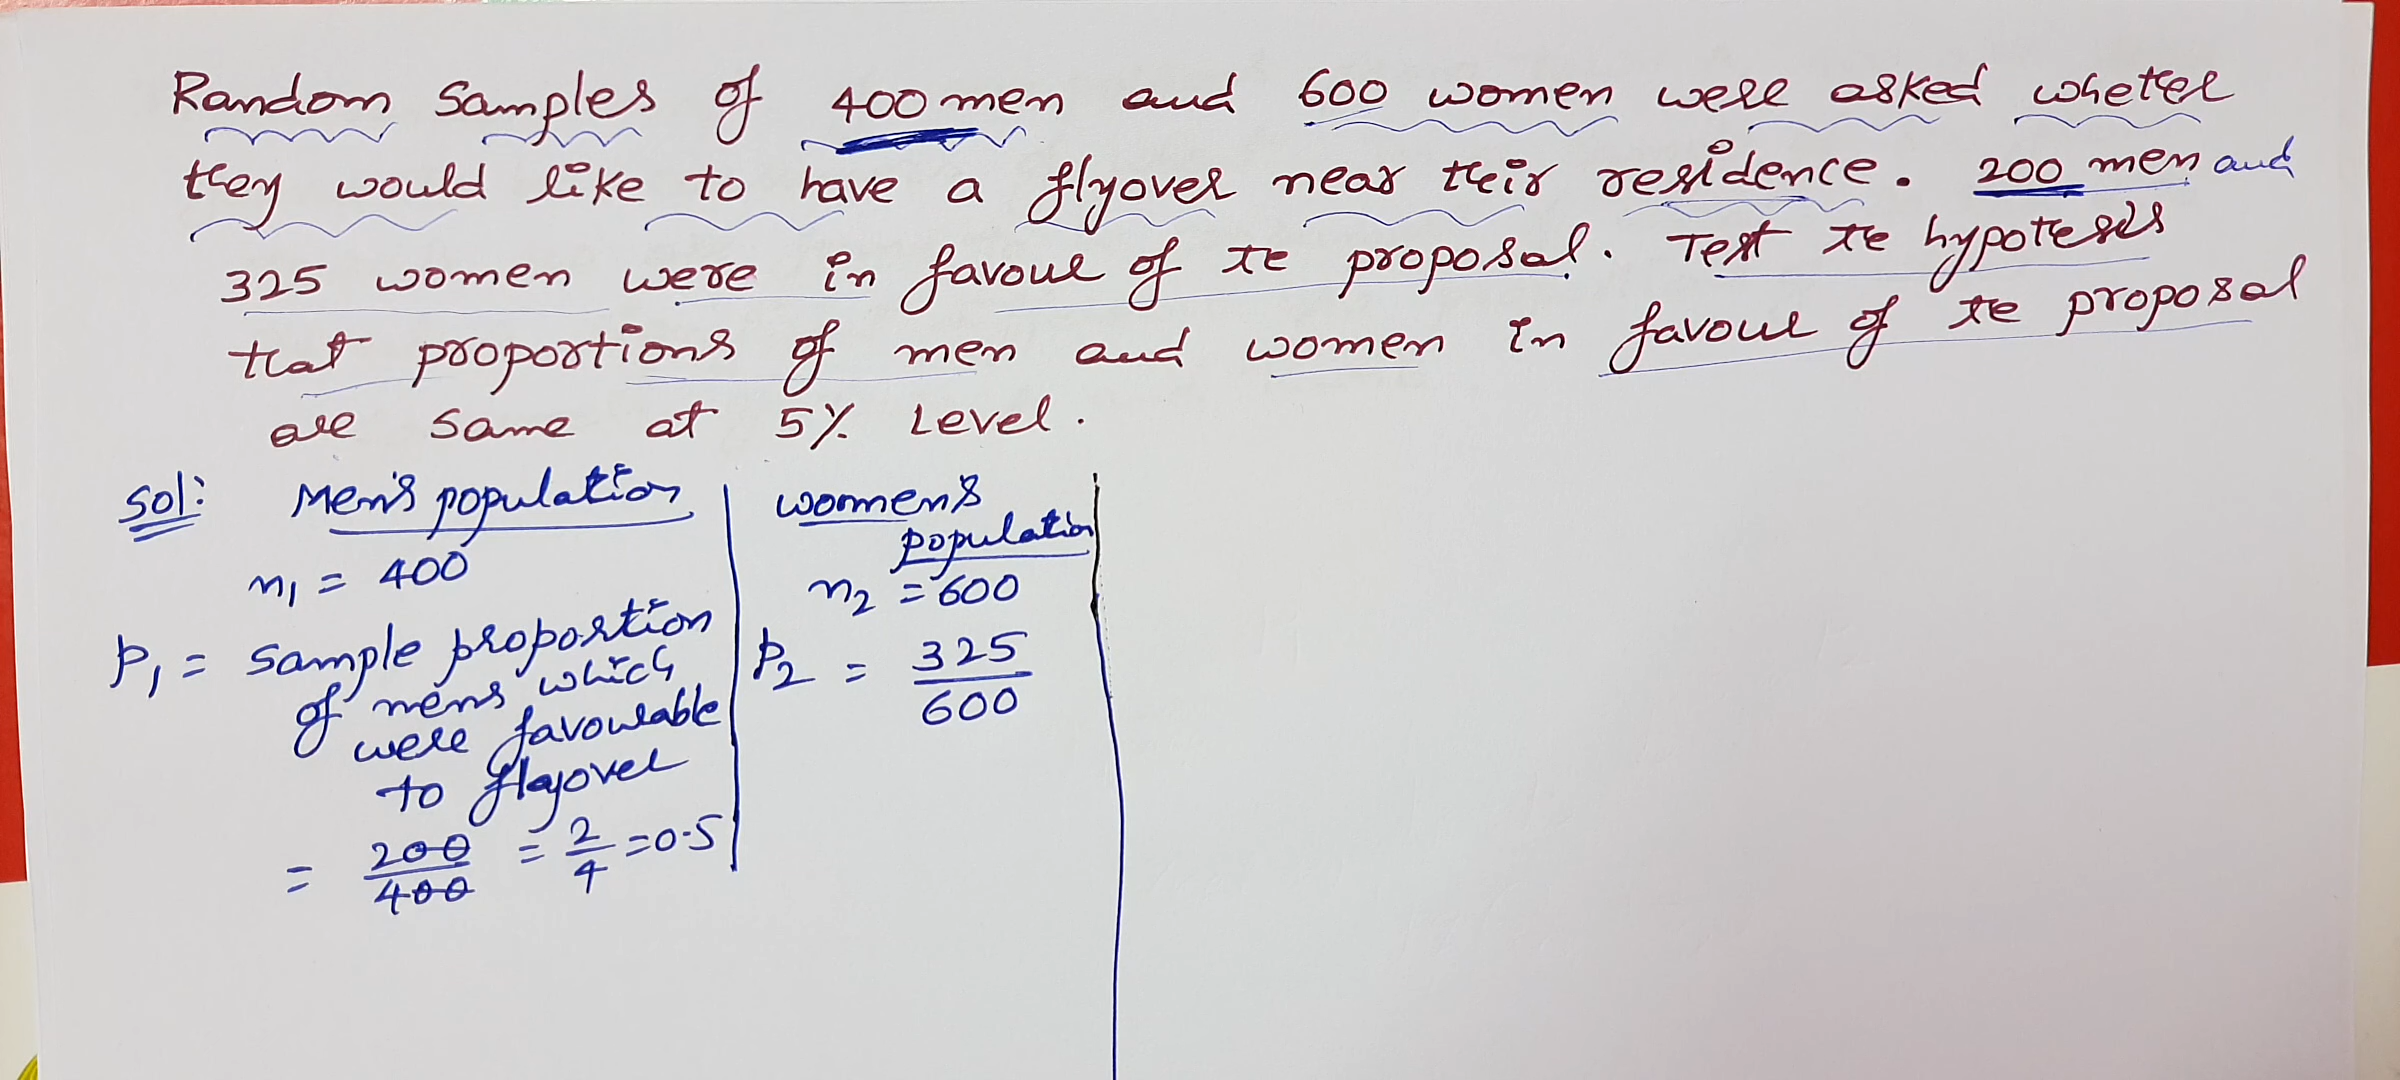 Random samples of 400 men and 600 women were asked whether
they would like to have a flyover near their residence. 200 men and
325 women were in favour of the proposal. Test the hypothesis
that proportions of men and women in favour of the proposal
are same at 5% Level.
Sol: Men's population
n₁ = 400
p₁ = sample proportion
of mens which
were favourable
to flayover
= 200/400 = 2/4 = 0.5
women's
population
n₂ = 600
p₂ = 325/600